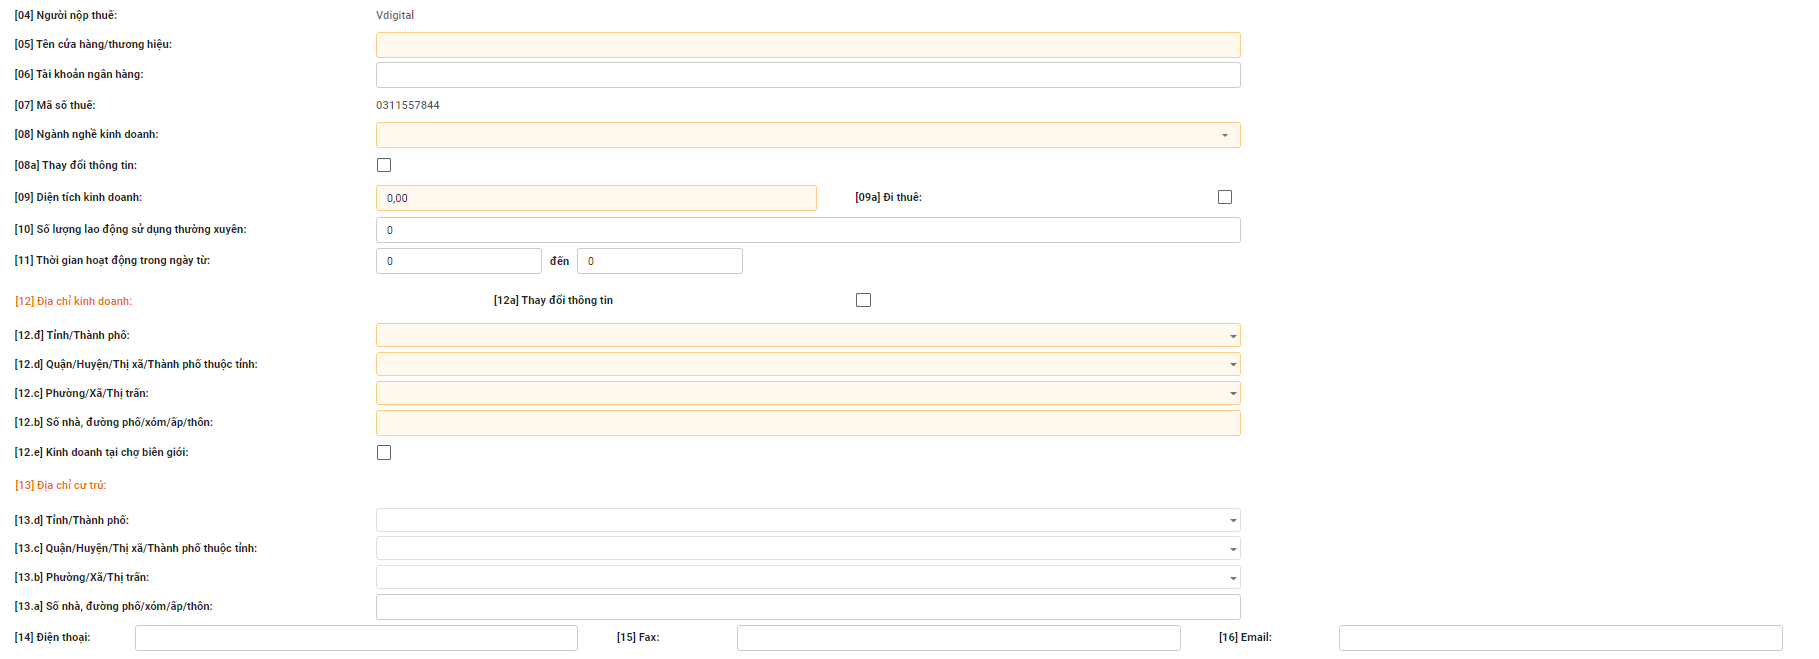 [04] Người nộp thuế: Vdigital
[05] Tên cửa hàng/thương hiệu:
[06] Tài khoản ngân hàng:
[07] Mã số thuế: 0311557844
[08] Ngành nghề kinh doanh:
[08a] Thay đổi thông tin:
[09] Diện tích kinh doanh: 0,00 [09a] Đi thuê:
[10] Số lượng lao động sử dụng thường xuyên: 0
[11] Thời gian hoạt động trong ngày từ: 0 đến 0
[12] Địa chỉ kinh doanh: [12a] Thay đổi thông tin
[12.đ] Tỉnh/Thành phố:
[12.d] Quận/Huyện/Thị xã/Thành phố thuộc tỉnh:
[12.c] Phường/Xã/Thị trấn:
[12.b] Số nhà, đường phố/xóm/ấp/thôn:
[12.e] Kinh doanh tại chợ biên giới:
[13] Địa chỉ cư trú:
[13.d] Tỉnh/Thành phố:
[13.c] Quận/Huyện/Thị xã/Thành phố thuộc tỉnh:
[13.b] Phường/Xã/Thị trấn:
[13.a] Số nhà, đường phố/xóm/ấp/thôn:
[14] Điện thoại: [15] Fax: [16] Email: